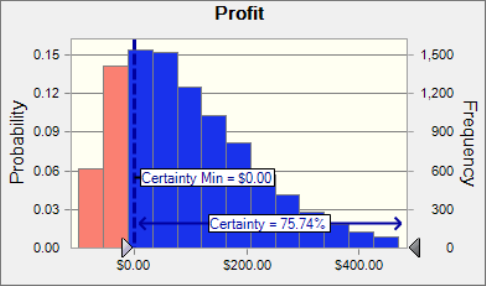 Profit
0.15
0.12
0.09
0.06
0.03
0.00
Probability
Certainty Min = $0.00
Certainty = 75.74%
1,500
1,200
900
600
300
0
Frequency
$0.00 $200.00 $400.00